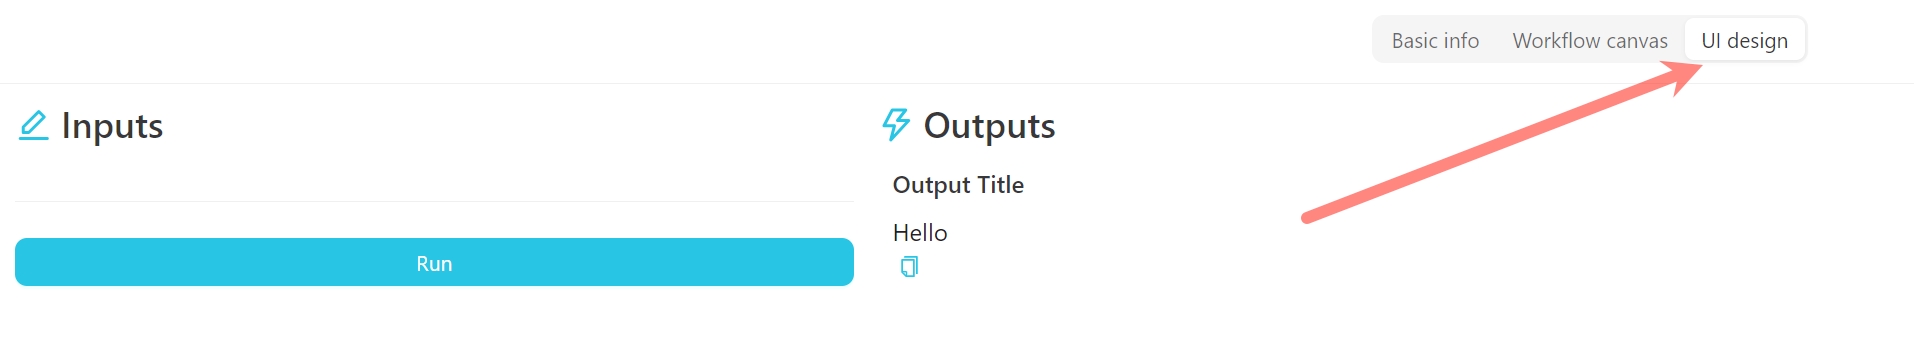 Basic info Workflow canvas UI design
Inputs
Run
Outputs
Output Title
Hello